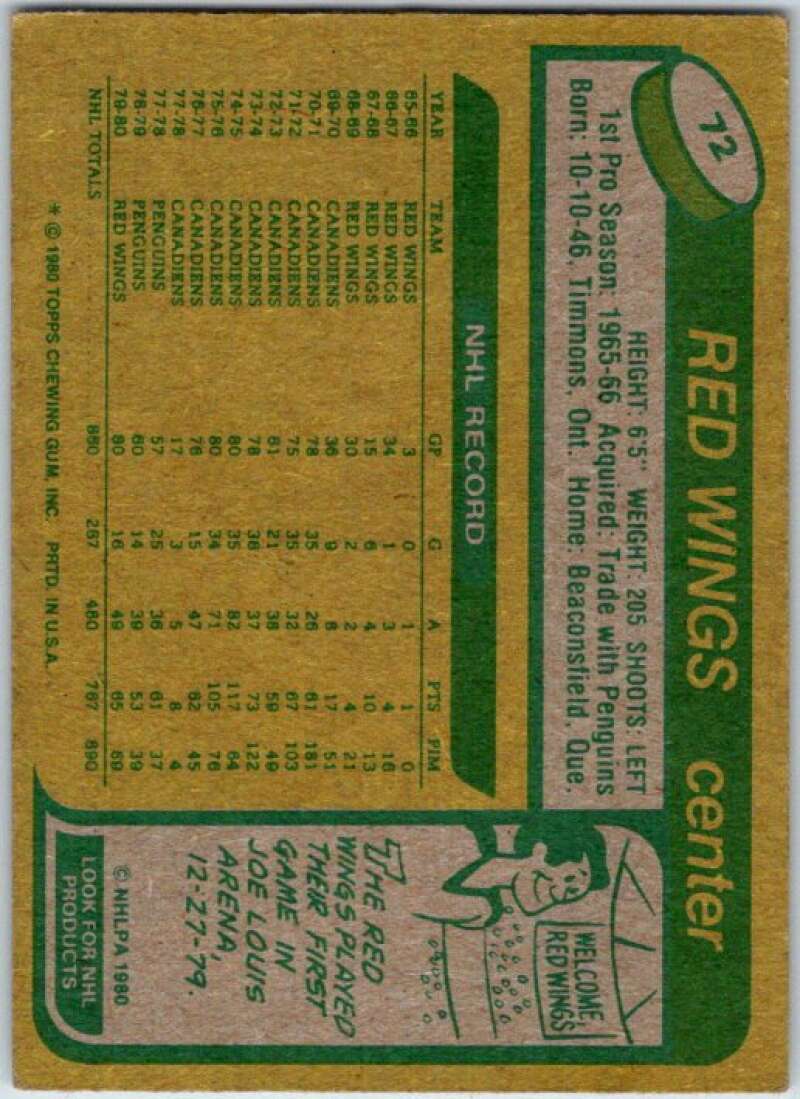 72
RED WINGS center
HEIGHT: 6'5" WEIGHT: 205 SHOOTS: LEFT
1st Pro Season: 1965-66 Acquired: Trade with Penguins
Born: 10-10-46, Timmons, Ont. Home: Beaconsfield, Que.
NHL RECORD
YEAR TEAM GP G A PTS PIM
65-66 RED WINGS 3 0 1 1 0
66-67 RED WINGS 34 1 3 4 16
67-68 RED WINGS 15 6 4 10 13
68-69 RED WINGS 30 2 2 4 21
69-70 CANADIENS 36 9 8 17 51
70-71 CANADIENS 78 35 26 61 181
71-72 CANADIENS 75 35 32 67 103
72-73 CANADIENS 61 21 38 59 49
73-74 CANADIENS 78 36 37 73 122
74-75 CANADIENS 80 35 82 117 64
75-76 CANADIENS 80 34 71 105 76
76-77 CANADIENS 76 15 47 62 45
77-78 CANADIENS 17 3 5 8 4
77-78 PENGUINS 57 25 36 61 37
78-79 PENGUINS 60 14 39 53 39
79-80 RED WINGS 80 16 49 65 69
NHL TOTALS 860 287 480 767 890
* © 1980 TOPPS CHEWING GUM, INC. PRTD. IN U.S.A.
WELCOME,
RED WINGS
THE RED
WINGS PLAYED
THEIR FIRST
GAME IN
JOE LOUIS
ARENA,
12-27-79.
© NHLPA 1980
LOOK FOR NHL
PRODUCTS